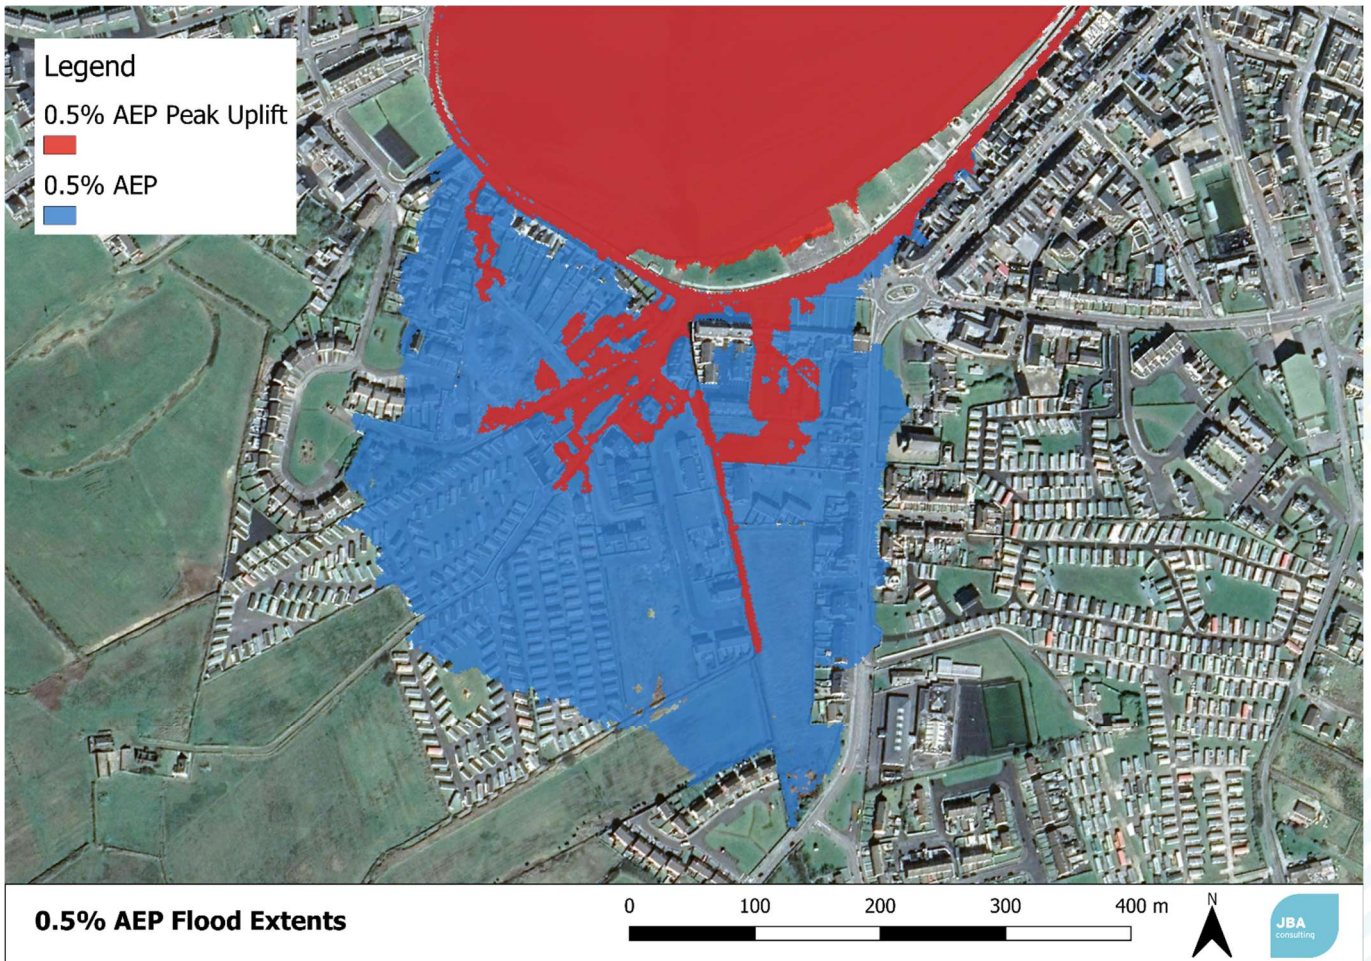 Legend
0.5% AEP Peak Uplift
0.5% AEP
0.5% AEP Flood Extents
0 100 200 300 400 m
N
JBA
consulting